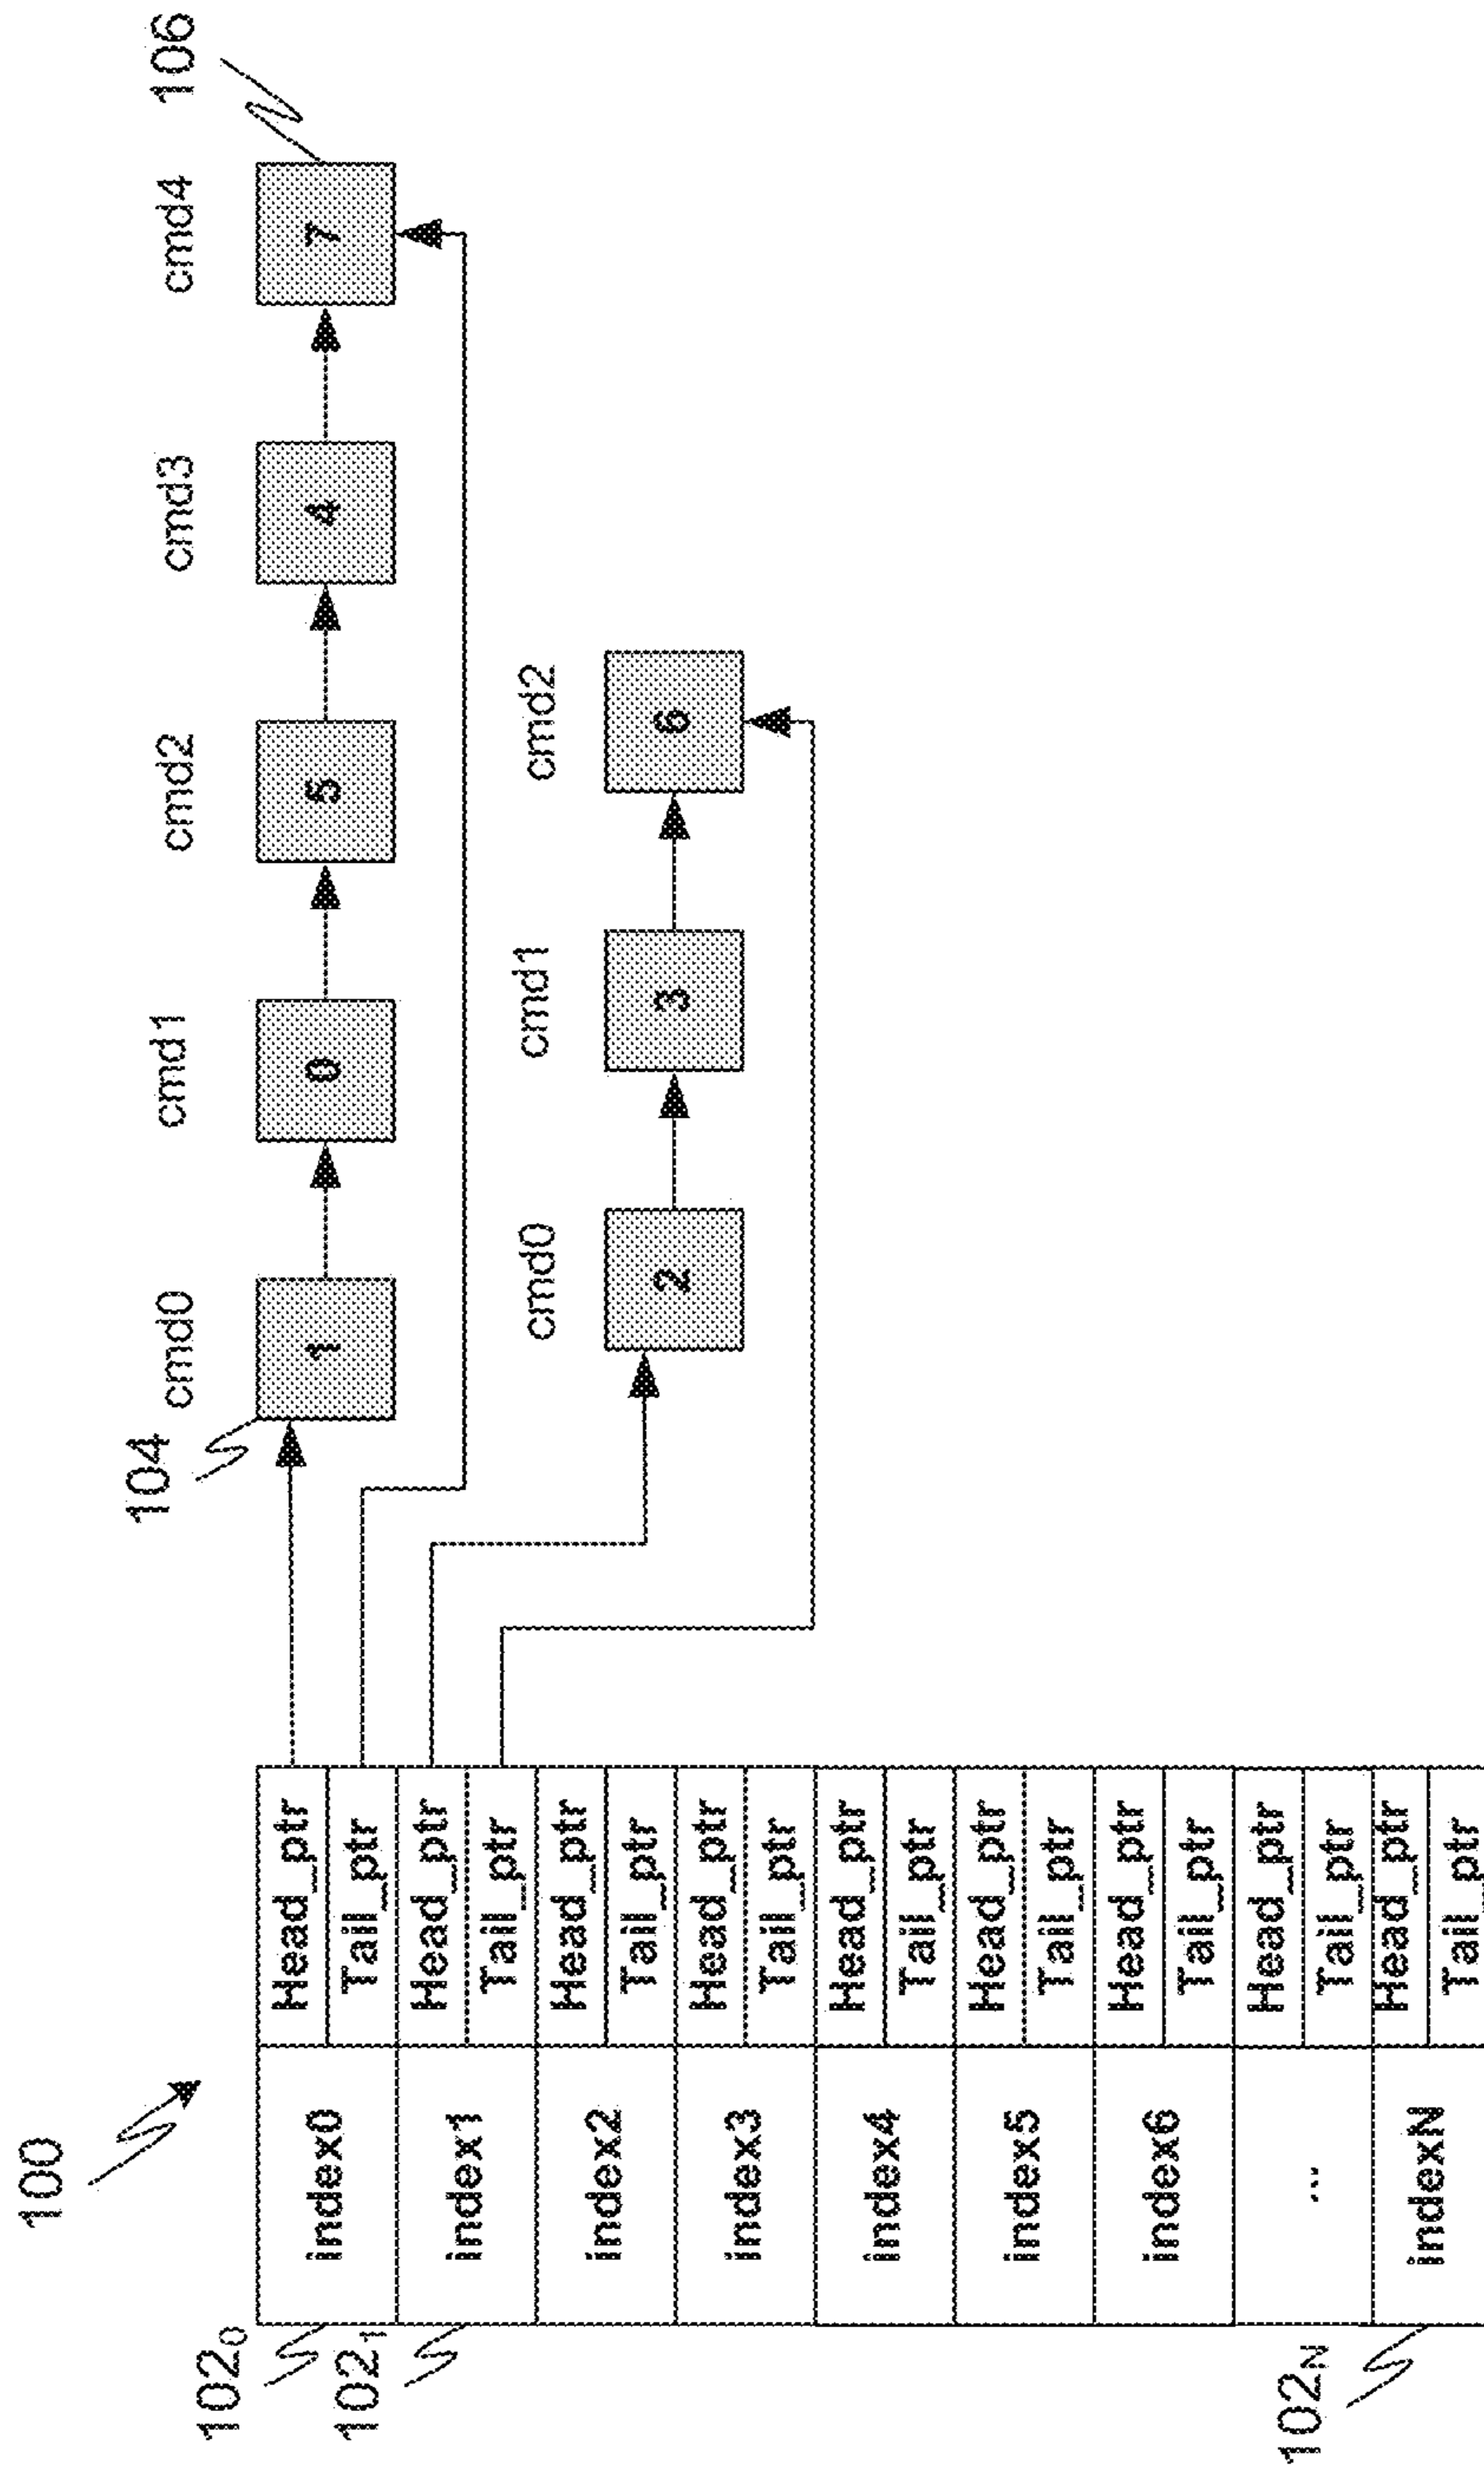 100
102₀
102₁
102N
index0
Head_ptr
Tail_ptr
index1
Head_ptr
Tail_ptr
index2
Head_ptr
Tail_ptr
index3
Head_ptr
Tail_ptr
index4
Head_ptr
Tail_ptr
index5
Head_ptr
Tail_ptr
index6
Head_ptr
Tail_ptr
...
Head_ptr
Tail_ptr
indexN
Head_ptr
Tail_ptr
104
106
cmd0
cmd1
cmd2
cmd3
cmd4
1
0
5
4
7
cmd0
cmd1
cmd2
2
3
6